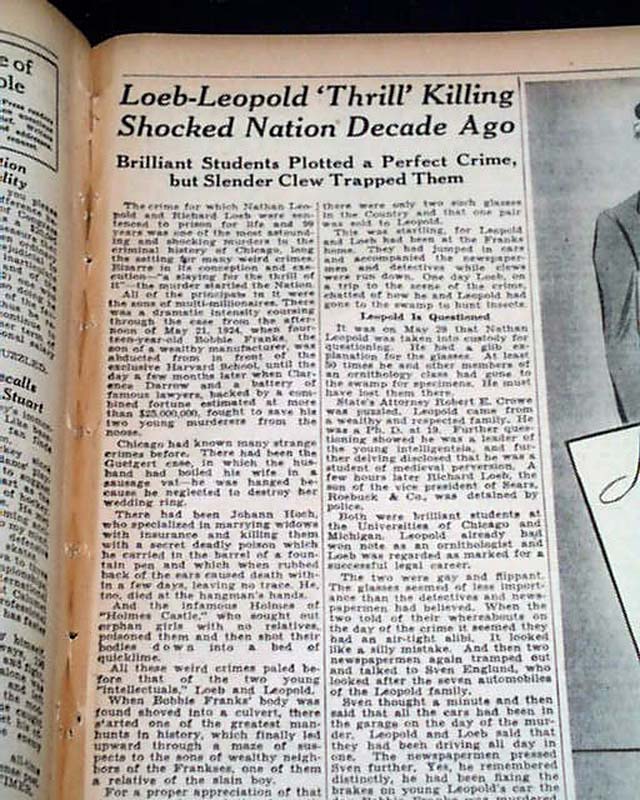 Loeb-Leopold ‘Thrill’ Killing
Shocked Nation Decade Ago
Brilliant Students Plotted a Perfect Crime,
but Slender Clew Trapped Them
The crime for which Nathan Leo-
pold and Richard Loeb were sen-
tenced to prison for life and 99
years was one of the most astound-
ing and shocking murders in the
criminal history of Chicago, long
the setting for many weird crimes.
Bizarre in its conception and exe-
cution—"a slaying for the thrill of
it"—the murder startled the Nation.
All of the principals in it were
the sons of multi-millionaires. There
was a dramatic intensity coursing
through the case from the after-
noon of May 21, 1924, when four-
teen-year-old Bobbie Franks, the
son of a wealthy manufacturer, was
abducted from in front of the
exclusive Harvard School, until the
day a few months later when Clar-
ence Darrow and a battery of
famous lawyers, backed by a com-
bined fortune estimated at more
than $25,000,000, fought to save his
two young murderers from the
noose.
Chicago had known many strange
crimes before. There had been the
Guetgert case, in which the hus-
band had boiled his wife in a
sausage vat—he was hanged be-
cause he neglected to destroy her
wedding ring.
There had been Johann Hoch,
who specialized in marrying widows
with insurance and killing them
with a secret deadly poison which
he carried in the barrel of a foun-
tain pen and which when rubbed
back of the ears caused death with-
in a few days, leaving no trace. He,
too, died at the hangman's hands.
And the infamous Holmes of
"Holmes Castle," who sought out
orphan girls with no relatives,
poisoned them and then shot their
bodies down into a bed of
quicklime.
All these weird crimes paled be-
fore that of the two young
"intellectuals," Loeb and Leopold.
When Bobbie Franks' body was
found shoved into a culvert, there
started one of the greatest man-
hunts in history, which finally led
upward through a maze of sus-
pects to the sons of wealthy neigh-
bors of the Frankses, one of them
a relative of the slain boy.
For a proper appreciation of that
there were only two such glasses
in the Country and that one pair
was sold to Leopold.
This was startling, for Leopold
and Loeb had been at the Franks
home. They had jumped in cars
and accompanied the newspaper-
men and detectives while clews
were run down. One day Loeb, on
a trip to the scene of the crime,
chatted of how he and Leopold had
gone to the swamp to hunt insects.
Leopold Is Questioned
It was on May 29 that Nathan
Leopold was taken into custody for
questioning. He had a glib ex-
planation for the glasses. At least
50 times he and other members of
an ornithology class had gone to
the swamp for specimens. He must
have lost them there.
State's Attorney Robert E. Crowe
was puzzled. Leopold came from
a wealthy and respected family. He
was a Ph. D. at 19. Further ques-
tioning showed he was a leader of
the young intelligentsia, and fur-
ther delving disclosed that he was a
student of medieval perversion. A
few hours later Richard Loeb, the
son of the vice president of Sears,
Roebuck & Co., was detained by
police.
Both were brilliant students at
the Universities of Chicago and
Michigan. Leopold already had
won note as an ornithologist and
Loeb was regarded as marked for a
successful legal career.
The two were gay and flippant.
The glasses seemed of less import-
ance than the detectives and news-
papermen had believed. When the
two told of their whereabouts on
the day of the crime it seemed they
had an air-tight alibi. It looked
like a silly mistake. And then two
newspapermen again tramped out
and talked to Sven Englund, who
looked after the seven automobiles
of the Leopold family.
Sven thought a minute and then
said that all the cars had been in
the garage on the day of the mur-
der. Leopold and Loeb said that
they had been driving all day in
one. The newspapermen pressed
Sven further. Yes, he remembered
distinctly, he had been fixing the
brakes on young Leopold's car the